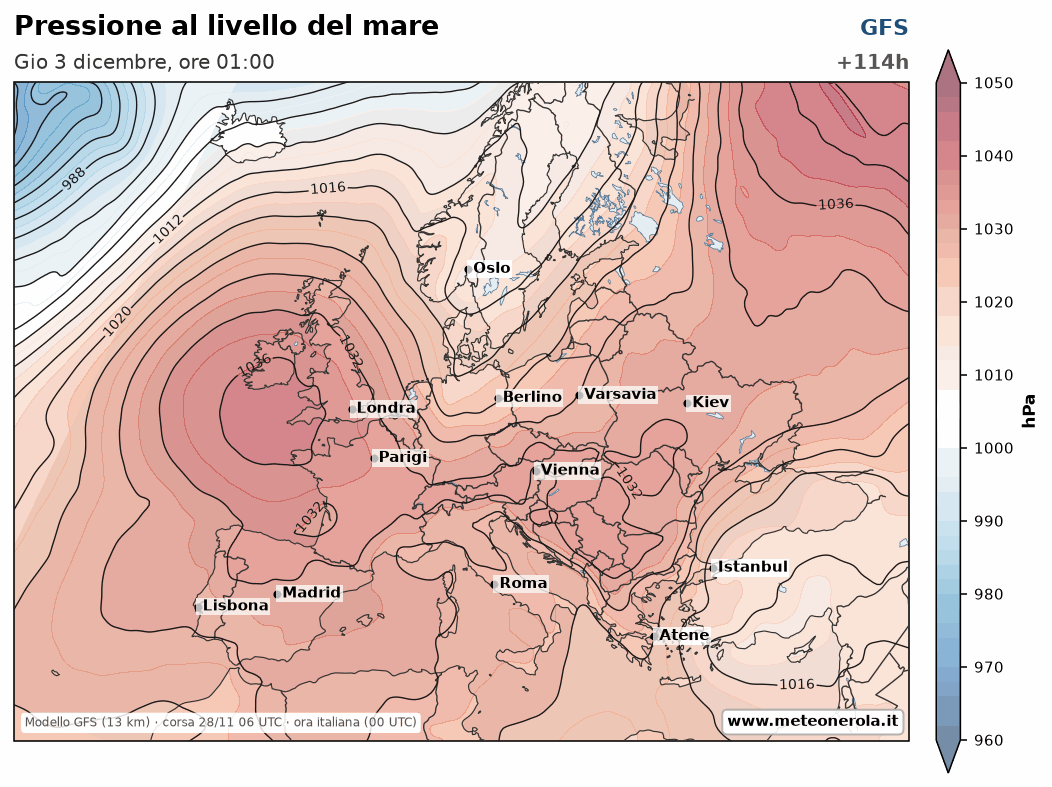 Pressione al livello del mare
GFS
Gio 3 dicembre, ore 01:00
+114h
1050
1040
1030
1020
1010
1000
990
980
970
960
hPa
988
1016
1012
1036
1020
1032
1036
1032
1032
1016
Oslo
Londra
Berlino
Varsavia
Kiev
Parigi
Vienna
Istanbul
Roma
Madrid
Lisbona
Atene
Modello GFS (13 km) · corsa 28/11 06 UTC · ora italiana (00 UTC)
www.meteonerola.it